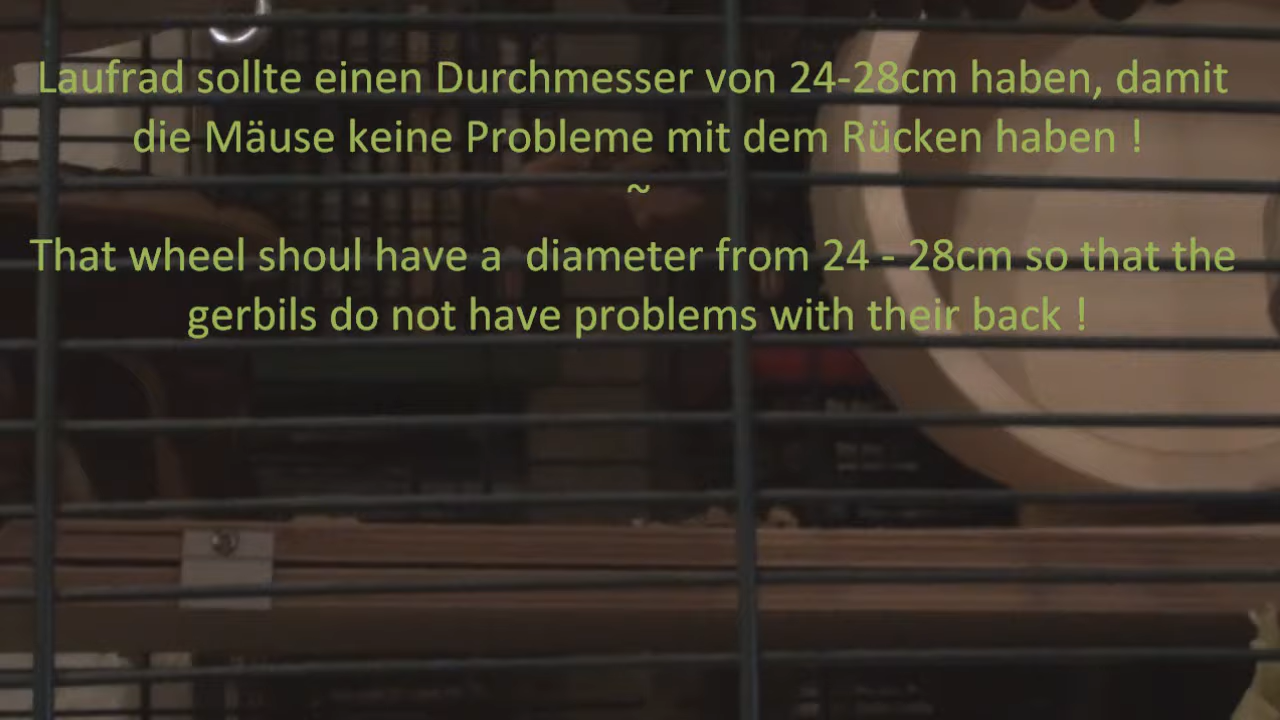 Laufrad sollte einen Durchmesser von 24-28cm haben, damit
die Mäuse keine Probleme mit dem Rücken haben !
~
That wheel shoul have a  diameter from 24 - 28cm so that the
gerbils do not have problems with their back !